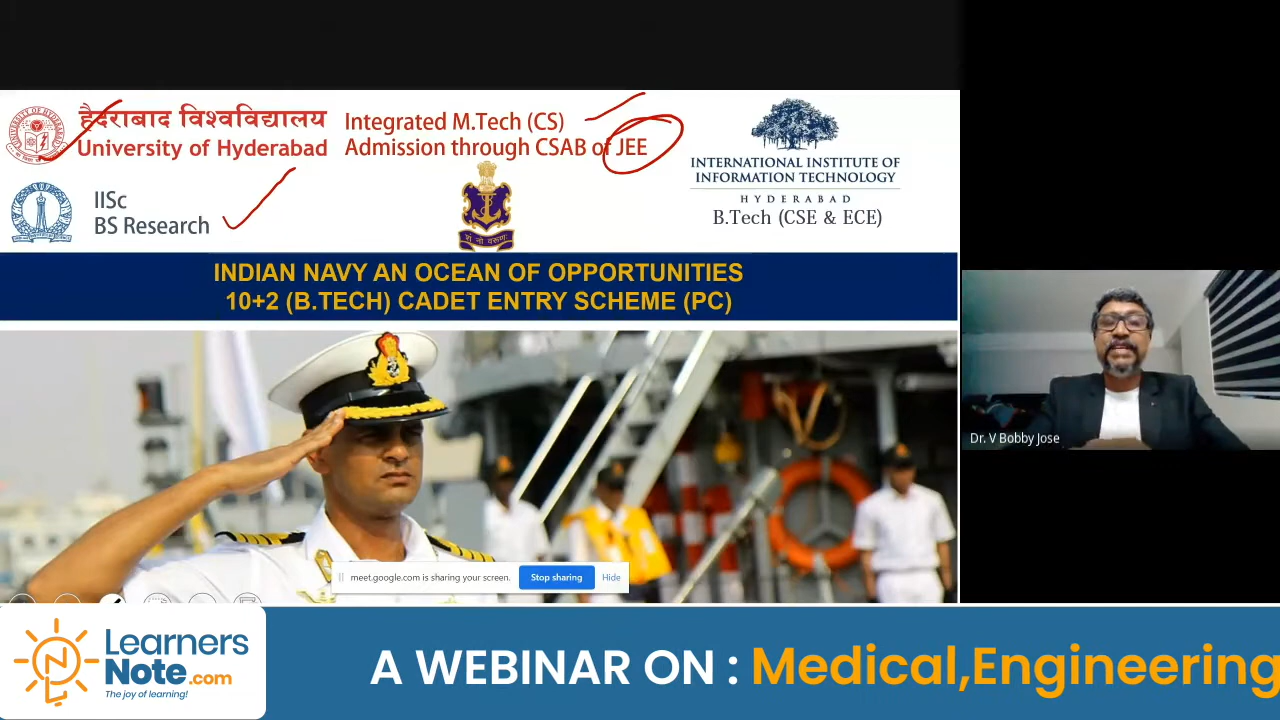 हैदराबाद विश्वविद्यालय
University of Hyderabad
Integrated M.Tech (CS)
Admission through CSAB of JEE
INTERNATIONAL INSTITUTE OF
INFORMATION TECHNOLOGY
HYDERABAD
B.Tech (CSE & ECE)
IISc
BS Research
INDIAN NAVY AN OCEAN OF OPPORTUNITIES
10+2 (B.TECH) CADET ENTRY SCHEME (PC)
Dr. V Bobby Jose
meet.google.com is sharing your screen.
Stop sharing
Hide
Learners
Note.com
The joy of learning!
A WEBINAR ON : Medical,Engineering